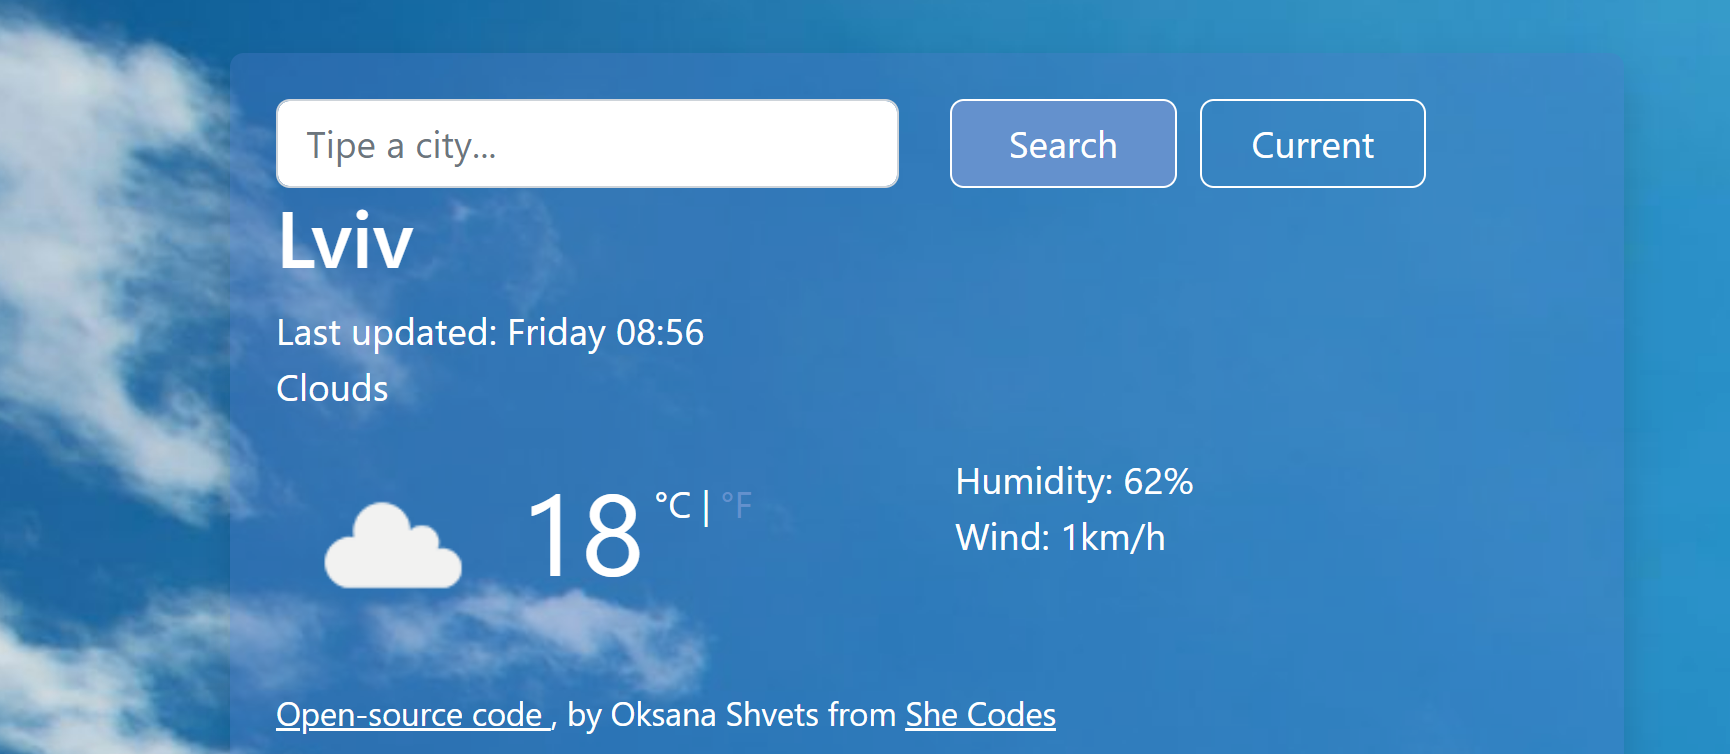 Tipe a city...
Search
Current
Lviv
Last updated: Friday 08:56
Clouds
18 °C | °F
Humidity: 62%
Wind: 1km/h
Open-source code , by Oksana Shvets from She Codes